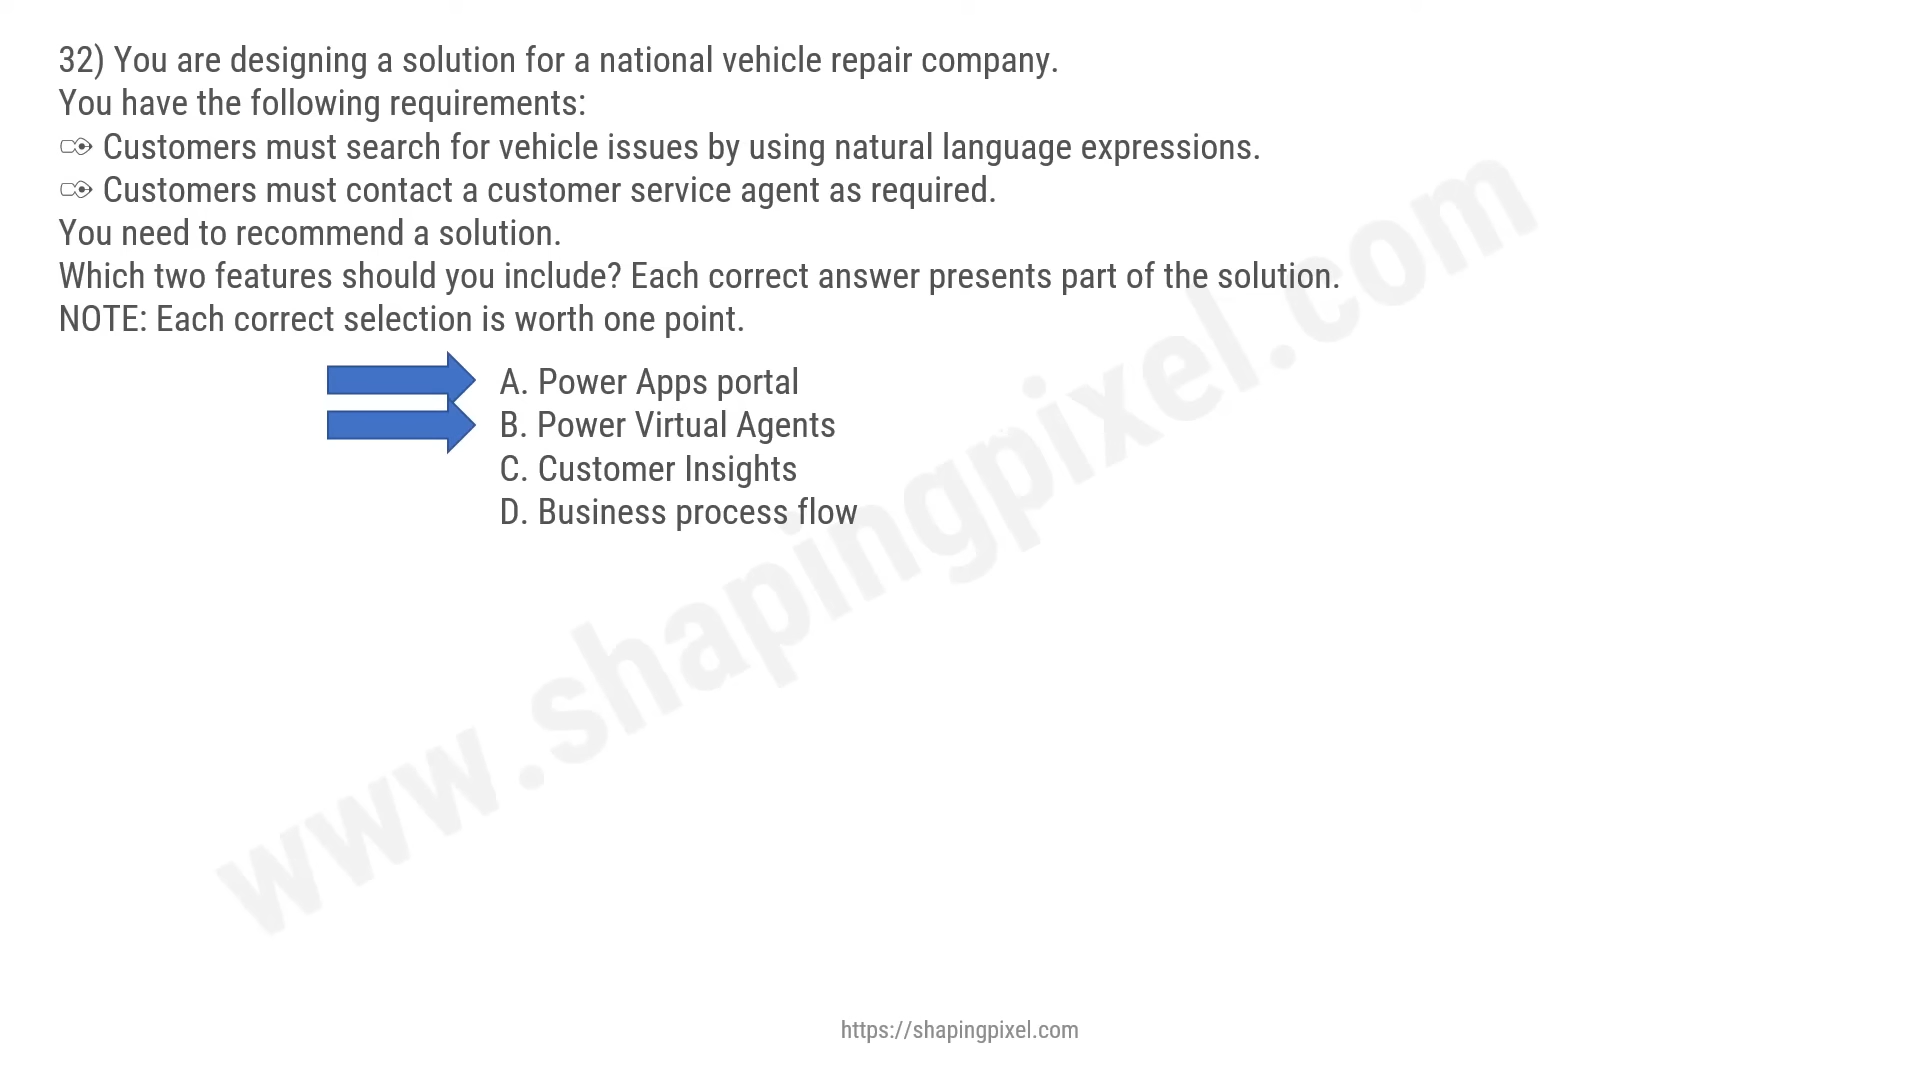 32) You are designing a solution for a national vehicle repair company.
You have the following requirements:
Customers must search for vehicle issues by using natural language expressions.
Customers must contact a customer service agent as required.
You need to recommend a solution.
Which two features should you include? Each correct answer presents part of the solution.
NOTE: Each correct selection is worth one point.
A. Power Apps portal
B. Power Virtual Agents
C. Customer Insights
D. Business process flow
www.shapingpixel.com
https://shapingpixel.com